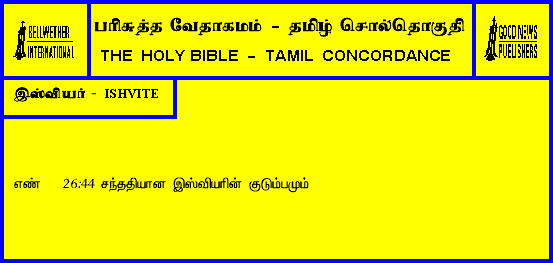 BELLWETHER
INTERNATIONAL
பரிசுத்த வேதாகமம் - தமிழ் சொல்தொகுதி
THE HOLY BIBLE - TAMIL CONCORDANCE
GOOD NEWS
PUBLISHERS
இஸ்வியர் - ISHVITE
எண் 26:44 சந்ததியான இஸ்வியரின் குடும்பமும்